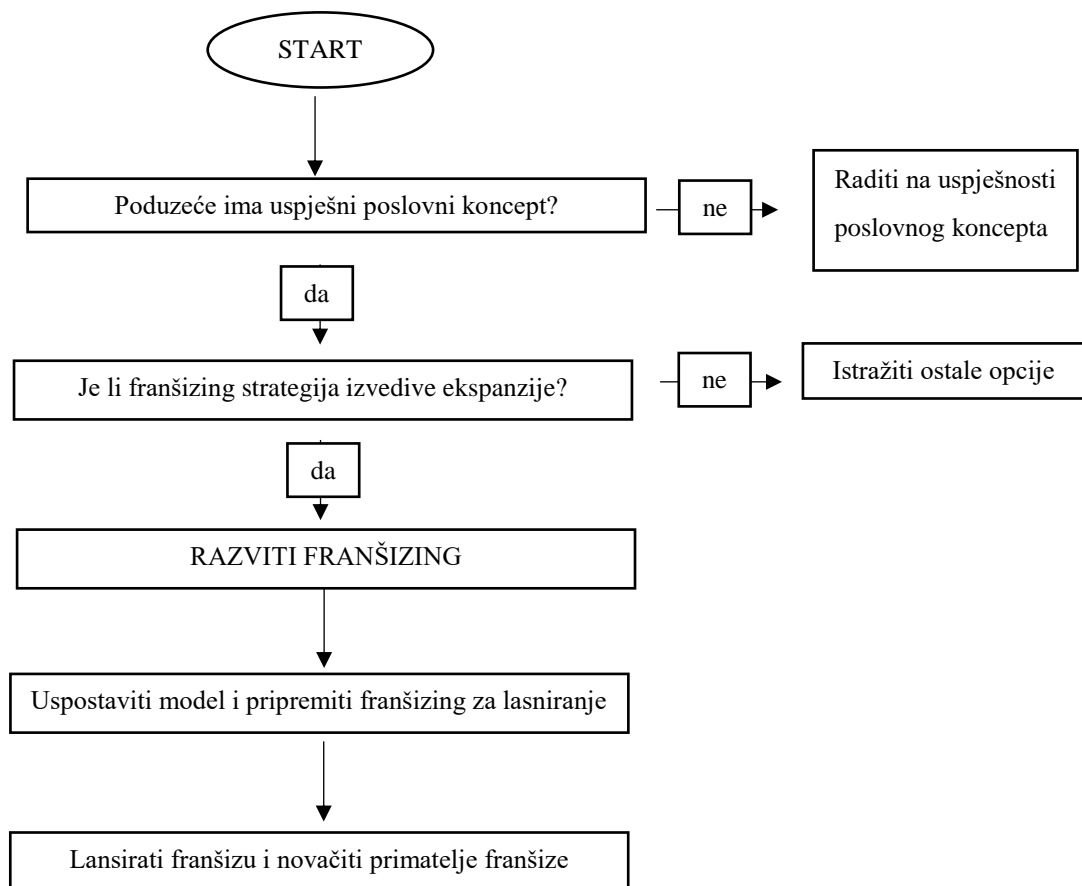 START
Poduzeće ima uspješni poslovni koncept?
ne
Raditi na uspješnosti
poslovnog koncepta
da
Je li franšizing strategija izvedive ekspanzije?
ne
Istražiti ostale opcije
da
RAZVITI FRANŠIZING
Uspostaviti model i pripremiti franšizing za lasniranje
Lansirati franšizu i novačiti primatelje franšize